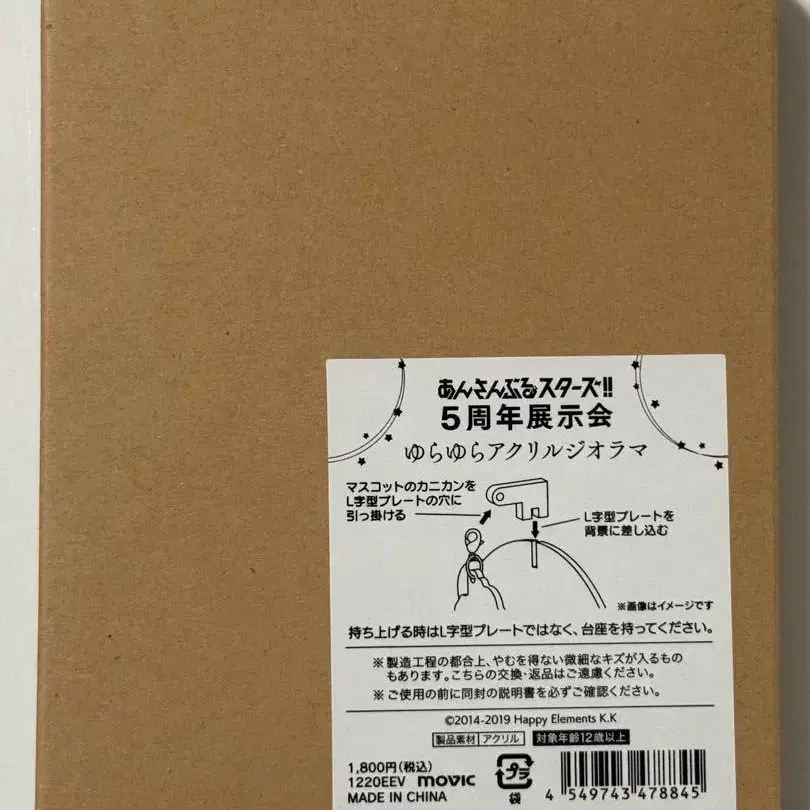 あんさんぶるスターズ!!
5周年展示会
ゆらゆらアクリルジオラマ
マスコットのカニカンを
L字型プレートの穴に
引っ掛ける
L字型プレートを
背景に差し込む
※画像はイメージです
持ち上げる時はL字型プレートではなく、台座を持ってください。
※製造工程の都合上、やむを得ない微細なキズが入るもの
もあります。こちらの交換・返品はご遠慮ください。
※ご使用の前に同封の説明書を必ずご確認ください。
©2014-2019 Happy Elements K.K
製品素材 アクリル 対象年齢12歳以上
1,800円(税込)
1220EEV movic
MADE IN CHINA
プラ
袋
4 549743 478845